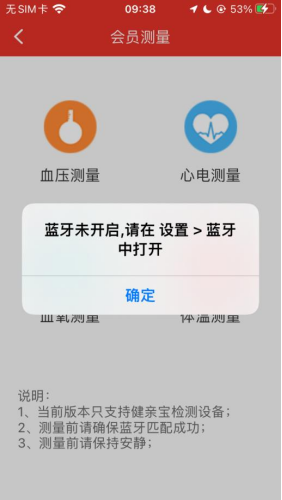 无SIM卡 09:38 53%
会员测量
血压测量 心电测量
蓝牙未开启,请在 设置 > 蓝牙
中打开
确定
血氧测量 体温测量
说明：
1、当前版本只支持健亲宝检测设备；
2、测量前请确保蓝牙匹配成功；
3、测量前请保持安静；